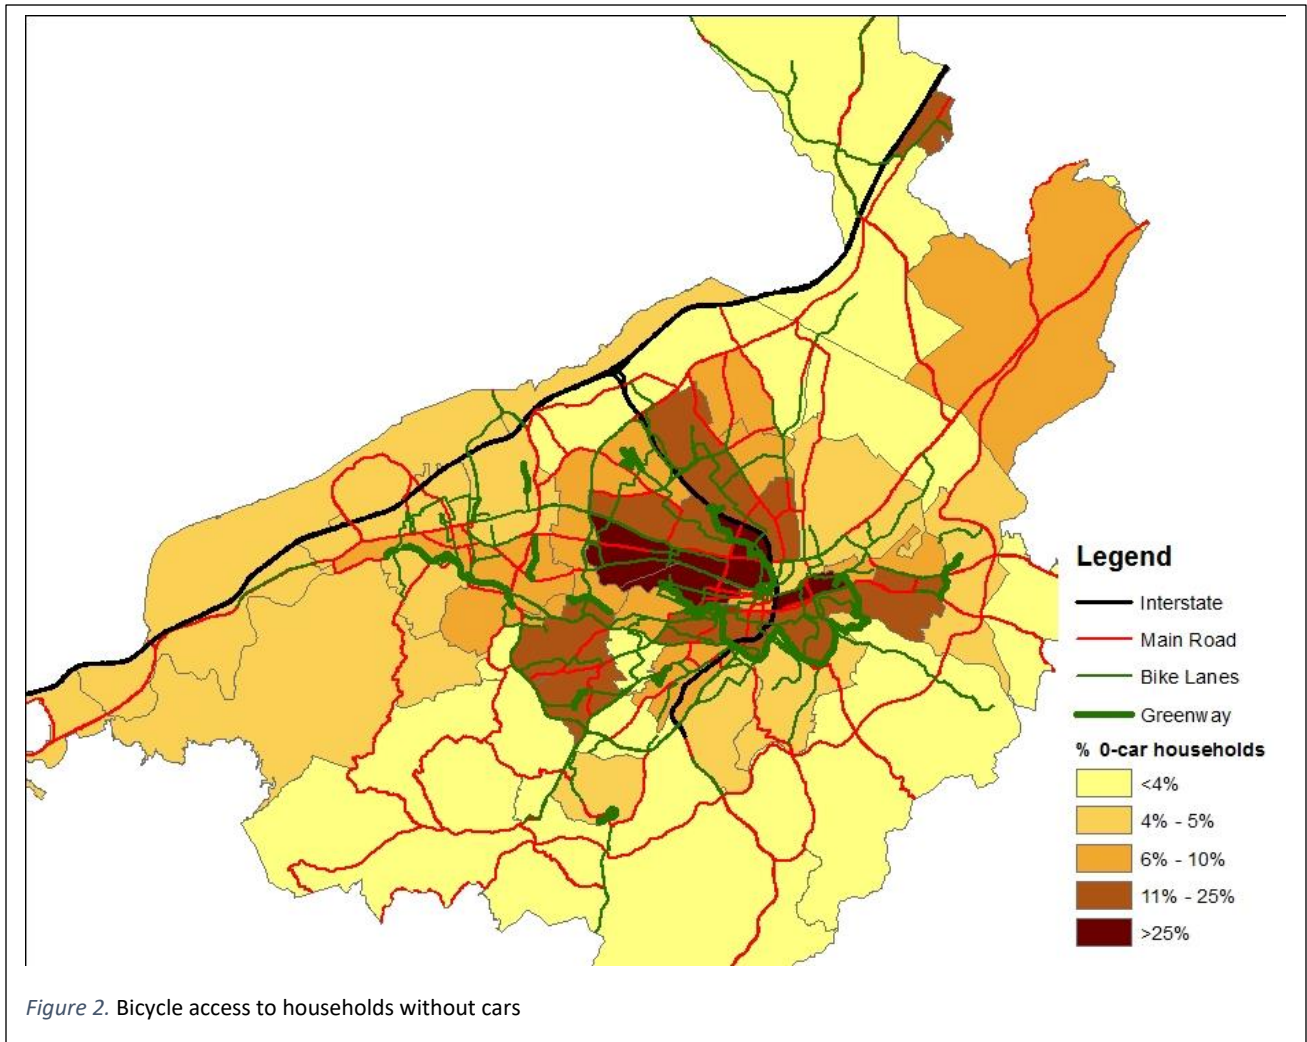 Legend
Interstate
Main Road
Bike Lanes
Greenway
% 0-car households
<4%
4% - 5%
6% - 10%
11% - 25%
>25%
Figure 2. Bicycle access to households without cars